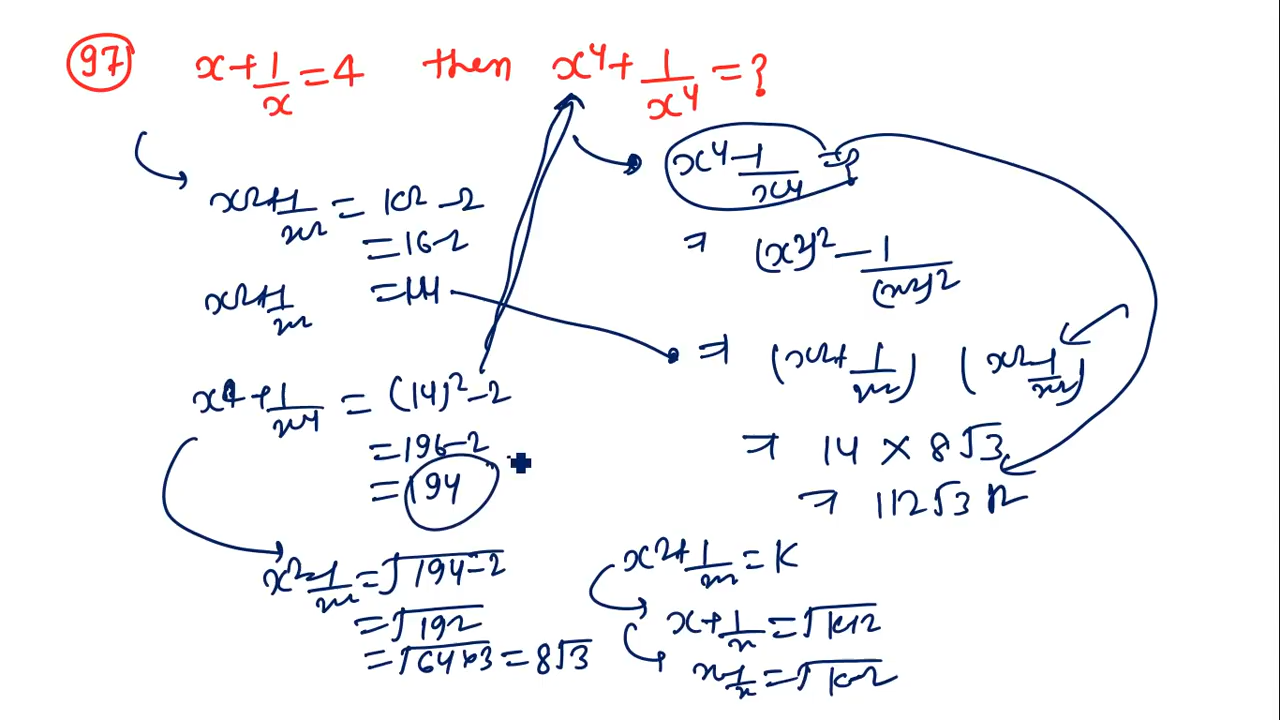 97 x+1/x=4 then x⁴+1/x⁴=?
x²+1/x² = k²-2
=16-2
x²+1/x² =14
x⁴+1/x⁴ = (14)²-2
=196-2
=194
x²-1/x² =√194-2
=√192
=√64×3 = 8√3
x⁴-1/x⁴ =?
⇒ (x²)²-1/(x²)²
⇒ (x²+1/x²) (x²-1/x²)
⇒ 14 × 8√3
⇒ 112√3
x²+1/x² = K
x+1/x =√k+2
x-1/x =√k-2